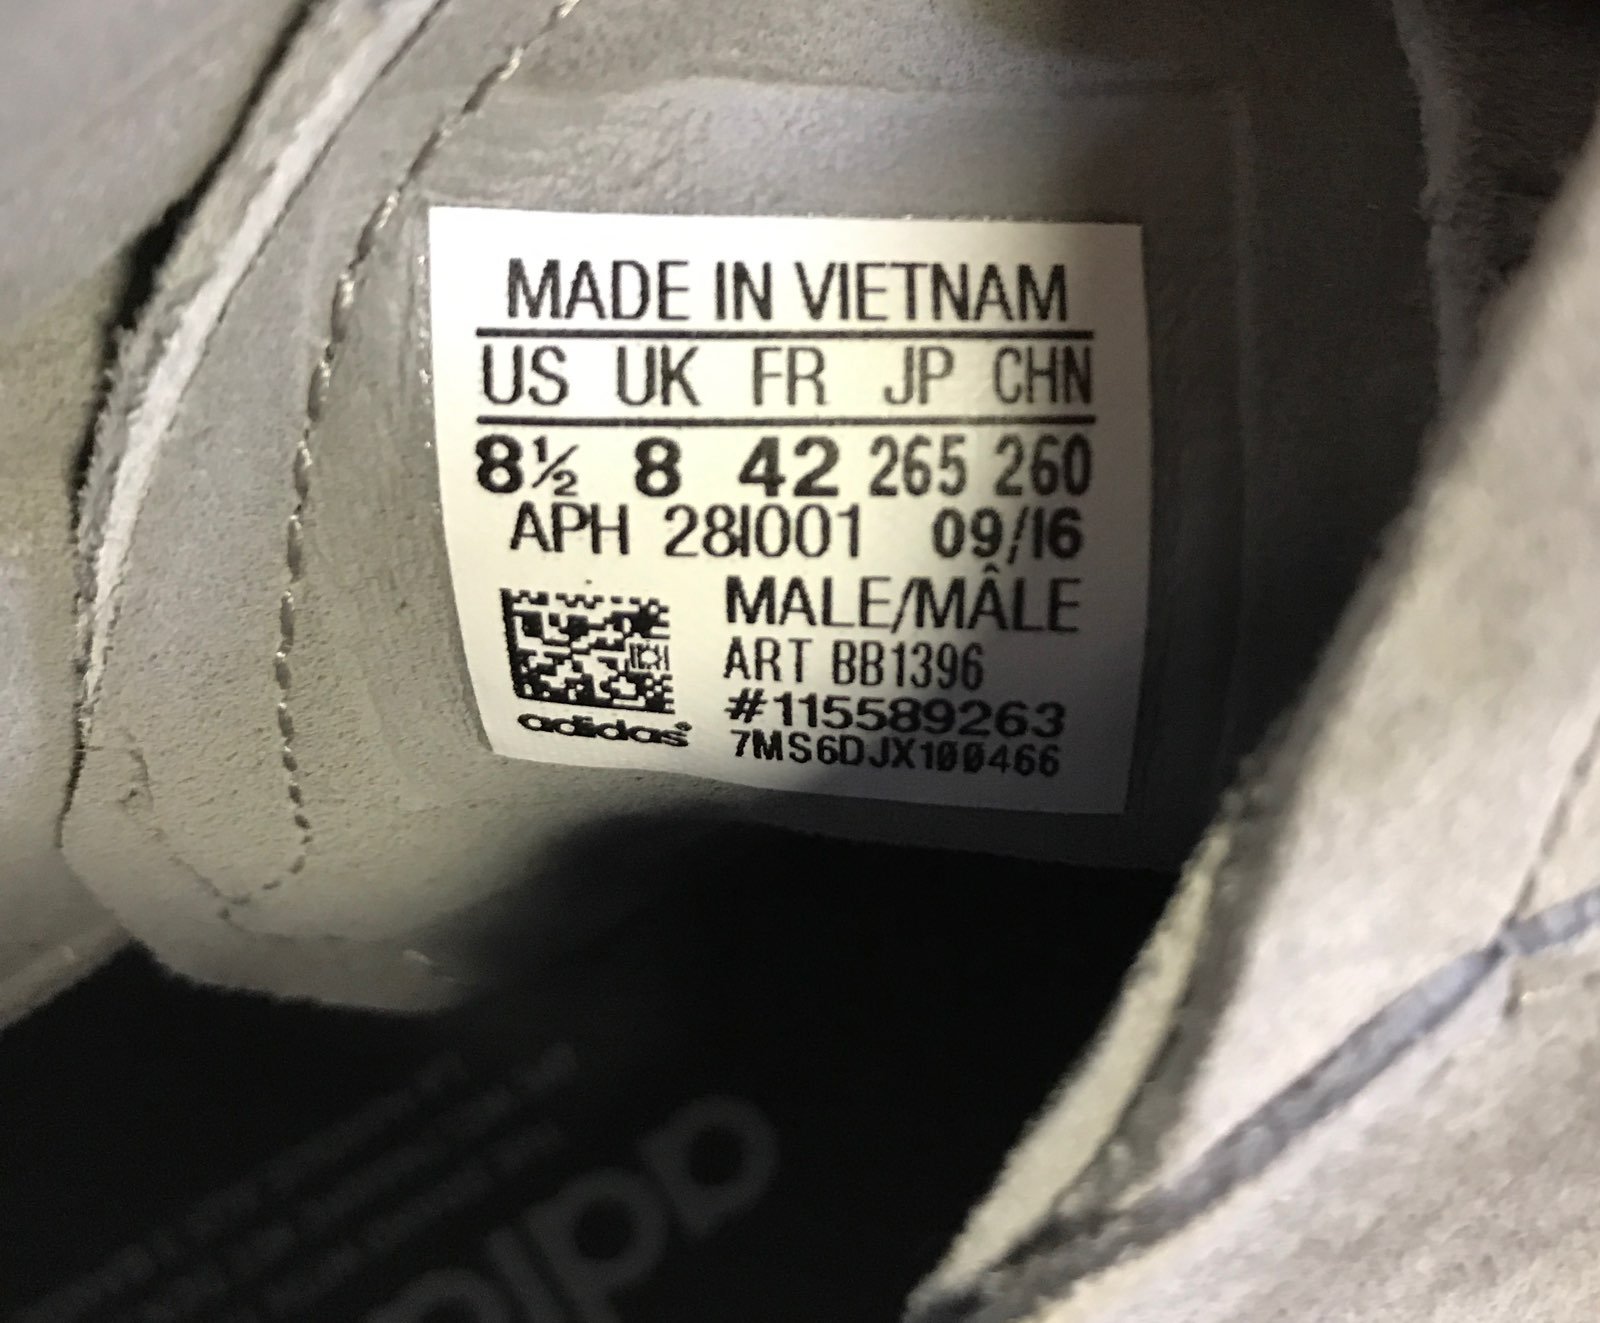 MADE IN VIETNAM
US UK FR JP CHN
8½ 8 42 265 260
APH 28I001 09/16
MALE/MÂLE
ART BB1396
#115589263
adidas®
7MS6DJX100466
adid